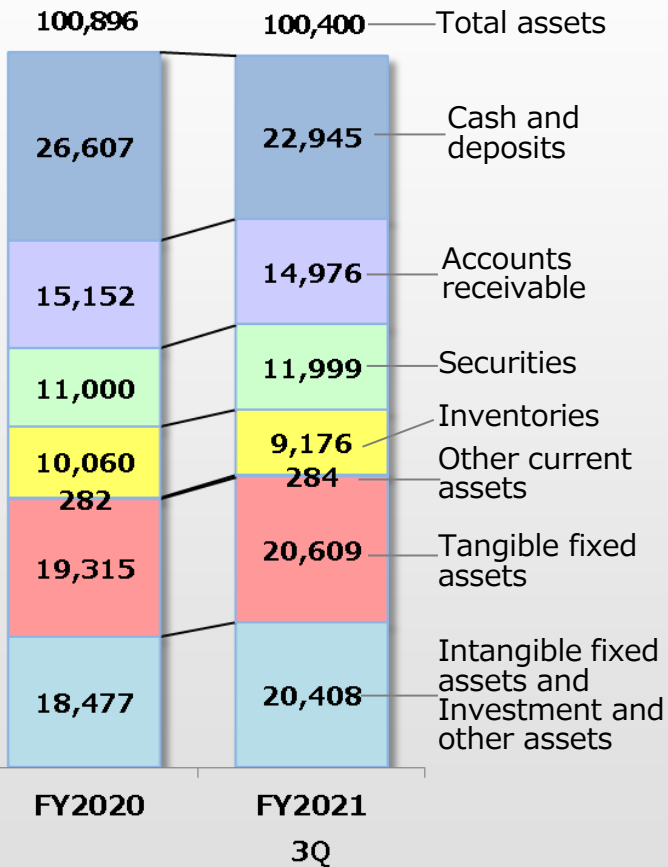 100,896 100,400 Total assets
26,607 22,945 Cash and
deposits
15,152 14,976 Accounts
receivable
11,000 11,999 Securities
10,060 9,176 Inventories
282 284 Other current
assets
19,315 20,609 Tangible fixed
assets
18,477 20,408 Intangible fixed
assets and
Investment and
other assets
FY2020 FY2021
3Q